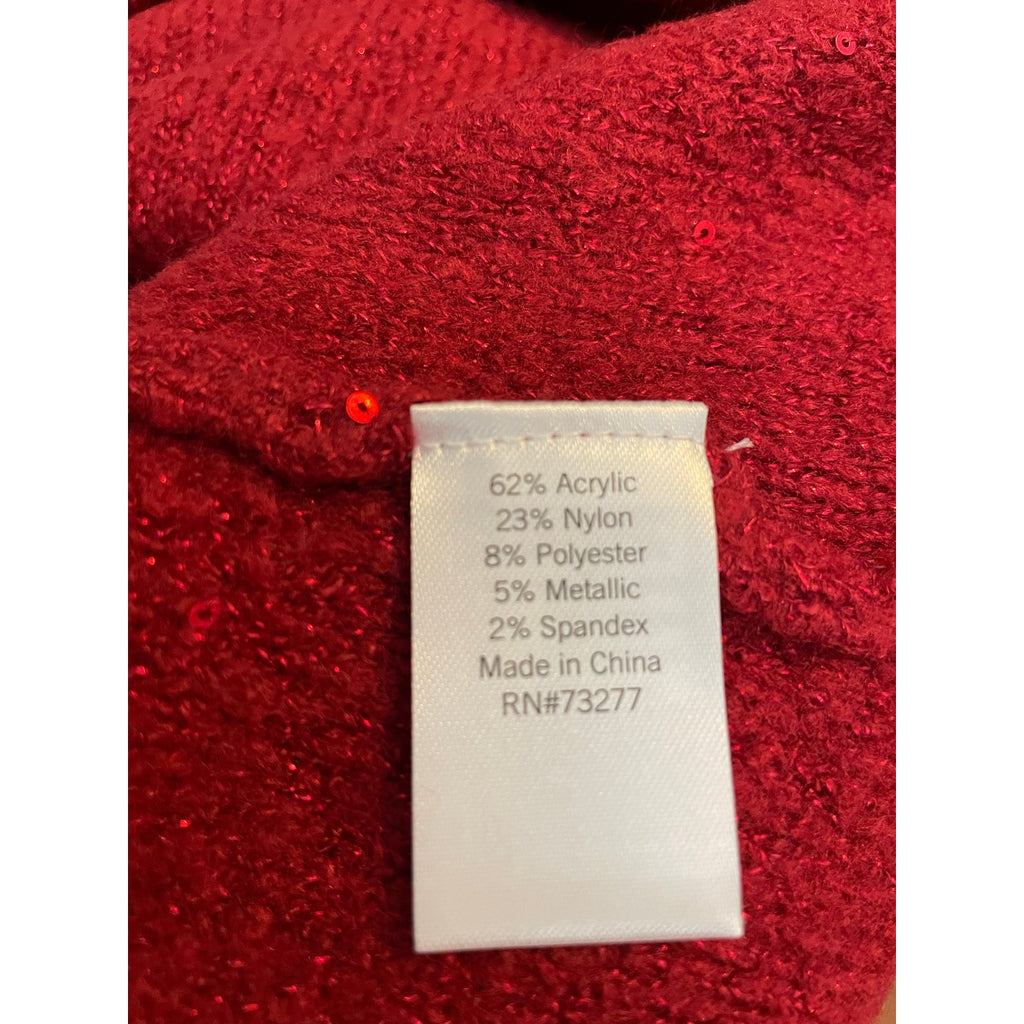 62% Acrylic
23% Nylon
8% Polyester
5% Metallic
2% Spandex
Made in China
RN#73277